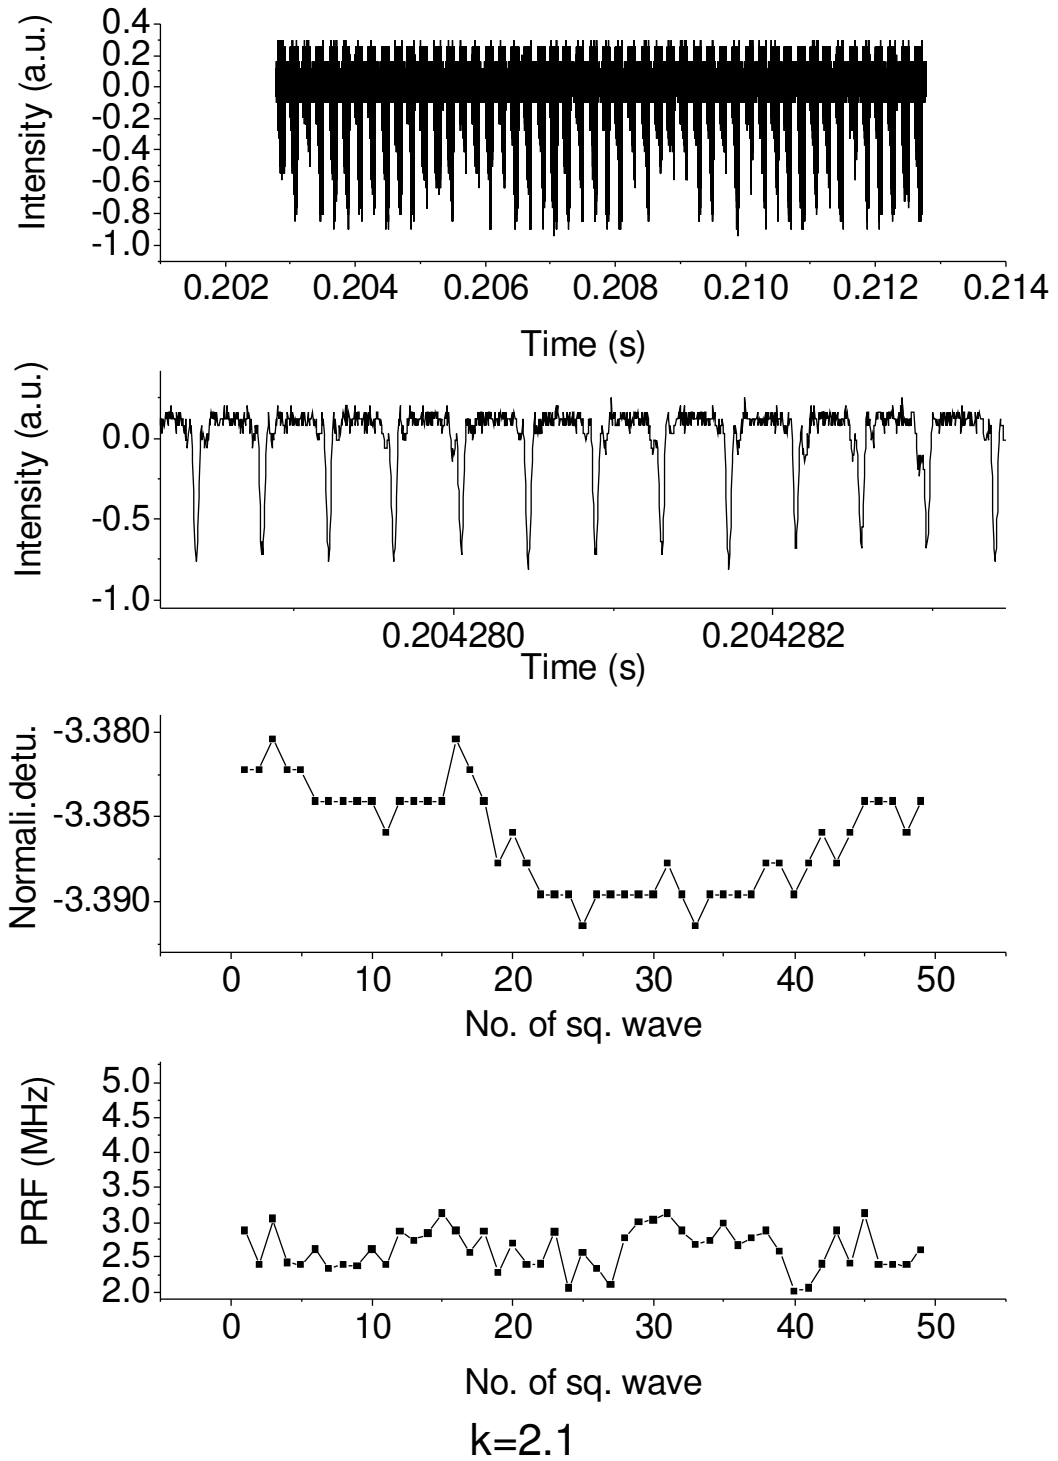 Intensity (a.u.)
0.4
0.2
0.0
-0.2
-0.4
-0.6
-0.8
-1.0
0.202 0.204 0.206 0.208 0.210 0.212 0.214
Time (s)
Intensity (a.u.)
0.0
-0.5
-1.0
0.204280 0.204282
Time (s)
Normali.detu.
-3.380
-3.385
-3.390
0 10 20 30 40 50
No. of sq. wave
PRF (MHz)
5.0
4.5
4.0
3.5
3.0
2.5
2.0
0 10 20 30 40 50
No. of sq. wave
k=2.1